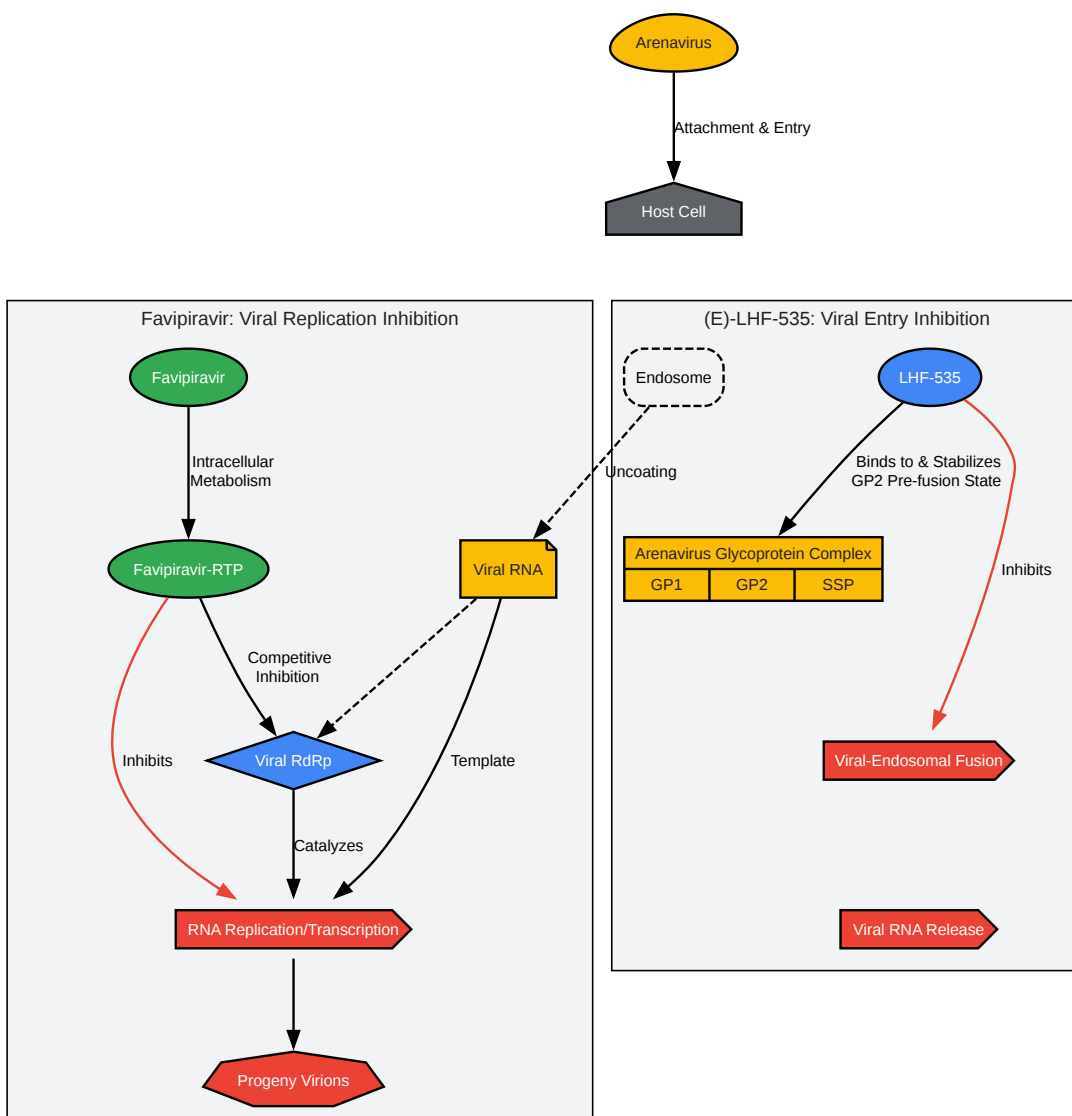 Arenavirus
Attachment & Entry
Host Cell
Favipiravir: Viral Replication Inhibition
Favipiravir
Intracellular
Metabolism
Favipiravir-RTP
Viral RNA
Competitive
Inhibition
Inhibits
Viral RdRp
Template
Catalyzes
RNA Replication/Transcription
Progeny Virions
(E)-LHF-535: Viral Entry Inhibition
Endosome
LHF-535
Uncoating
Binds to & Stabilizes
GP2 Pre-fusion State
Arenavirus Glycoprotein Complex
GP1 GP2 SSP
Inhibits
Viral-Endosomal Fusion
Viral RNA Release